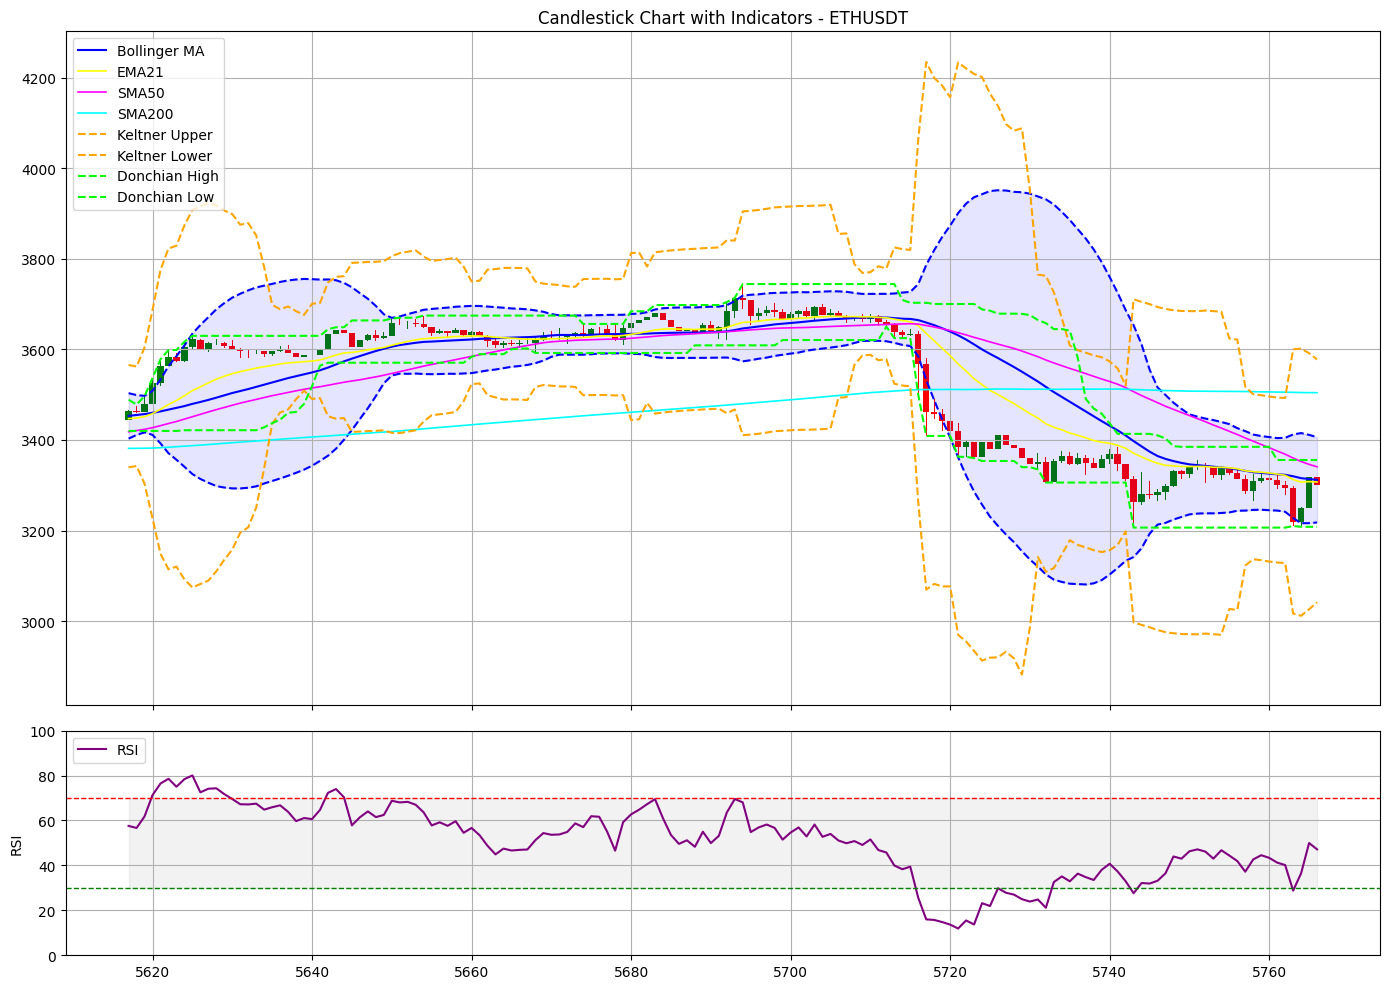 Candlestick Chart with Indicators - ETHUSDT
Bollinger MA
EMA21
SMA50
SMA200
Keltner Upper
Keltner Lower
Donchian High
Donchian Low
4200
4000
3800
3600
3400
3200
3000
RSI
100
80
60
40
20
0
RSI
5620 5640 5660 5680 5700 5720 5740 5760